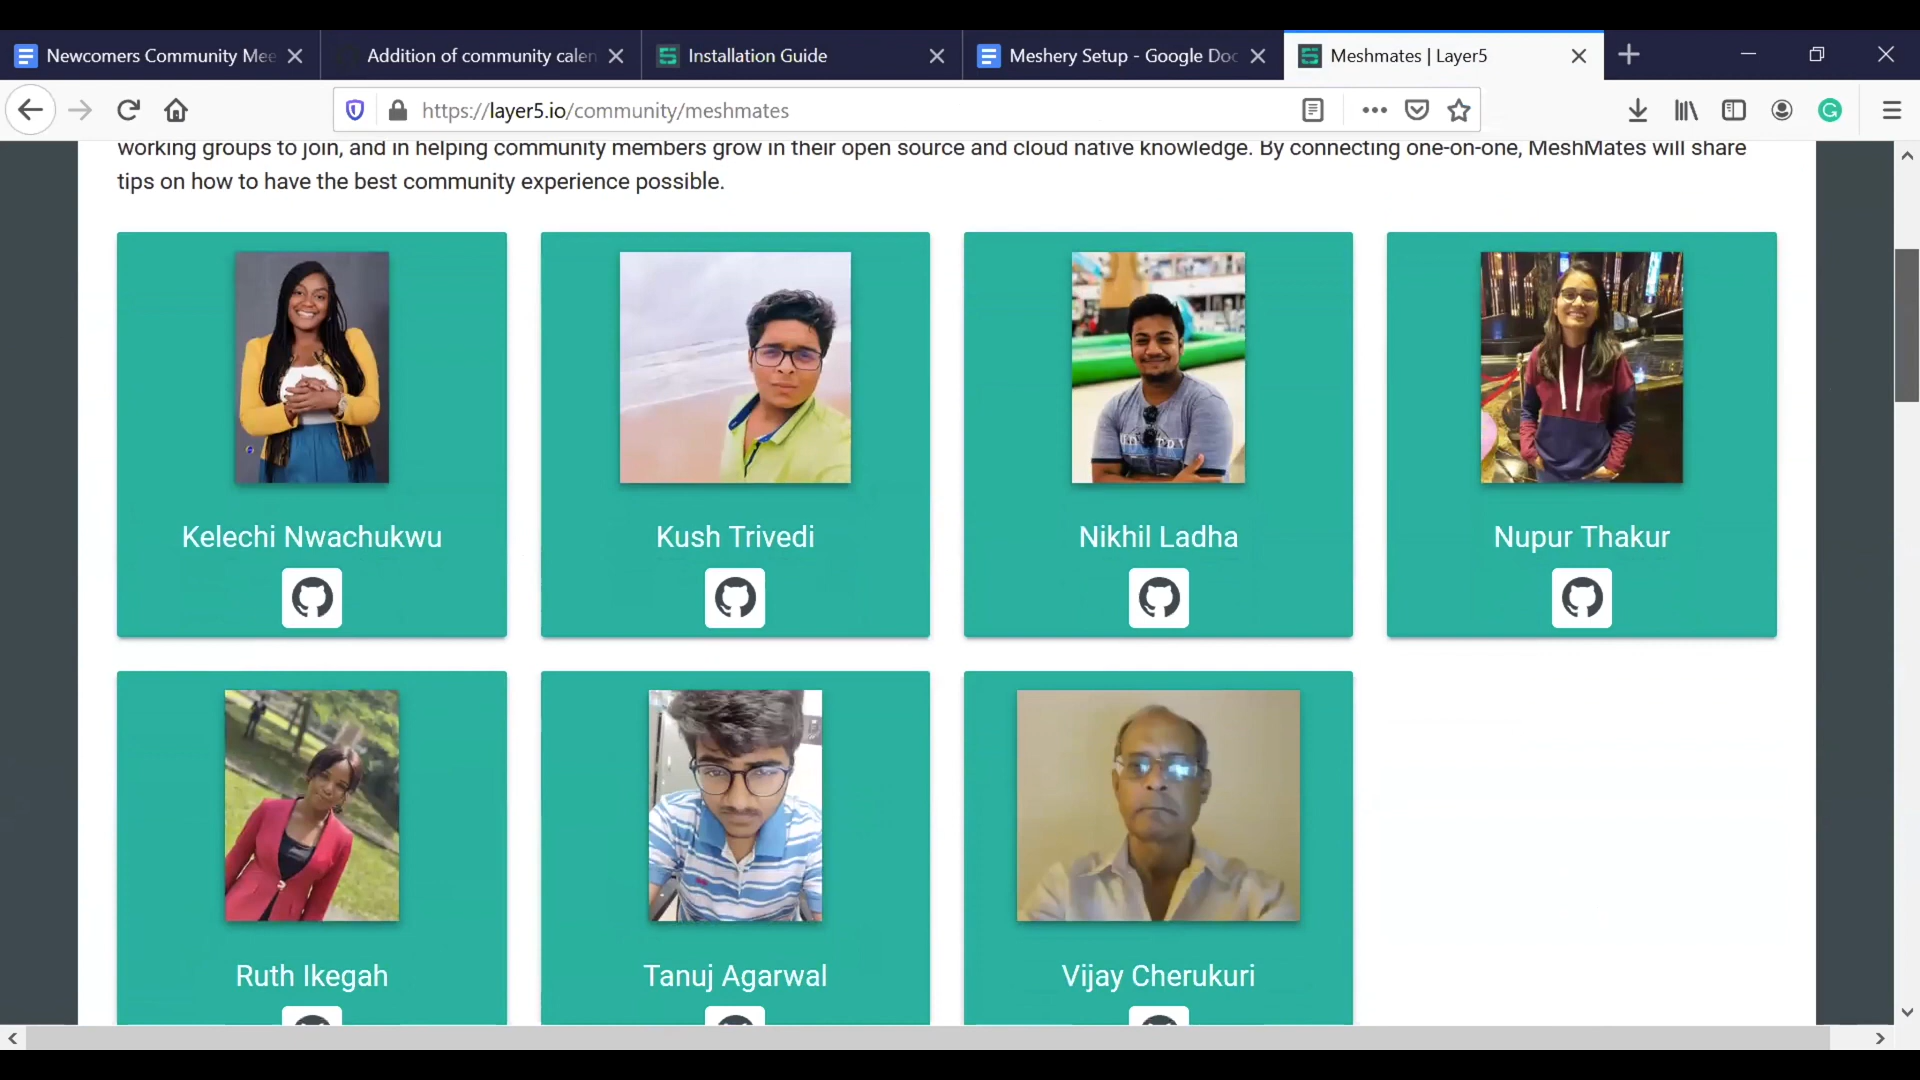 Newcomers Community Mee
Addition of community calen
Installation Guide
Meshery Setup - Google Doc
Meshmates | Layer5
https://layer5.io/community/meshmates
working groups to join, and in helping community members grow in their open source and cloud native knowledge. By connecting one-on-one, MeshMates will share
tips on how to have the best community experience possible.
Kelechi Nwachukwu
Kush Trivedi
Nikhil Ladha
Nupur Thakur
Ruth Ikegah
Tanuj Agarwal
Vijay Cherukuri